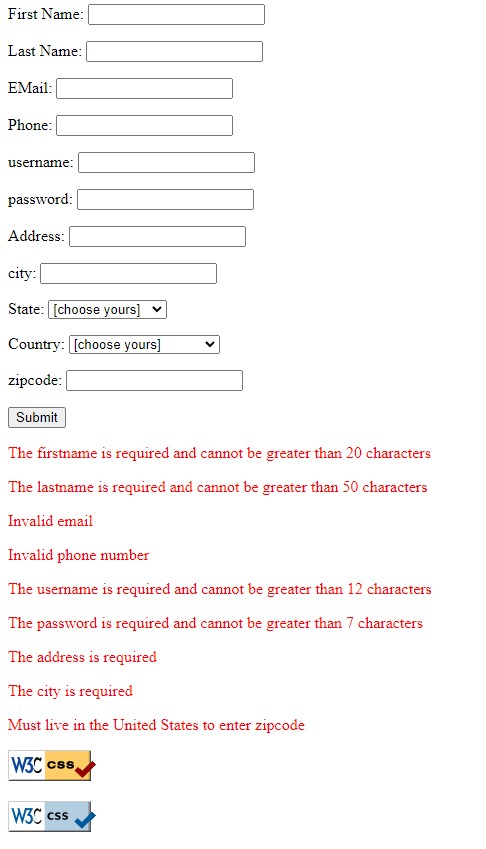 First Name:
Last Name:
EMail:
Phone:
username:
password:
Address:
city:
State: [choose yours]
Country: [choose yours]
zipcode:
Submit
The firstname is required and cannot be greater than 20 characters
The lastname is required and cannot be greater than 50 characters
Invalid email
Invalid phone number
The username is required and cannot be greater than 12 characters
The password is required and cannot be greater than 7 characters
The address is required
The city is required
Must live in the United States to enter zipcode
W3C css
W3C css